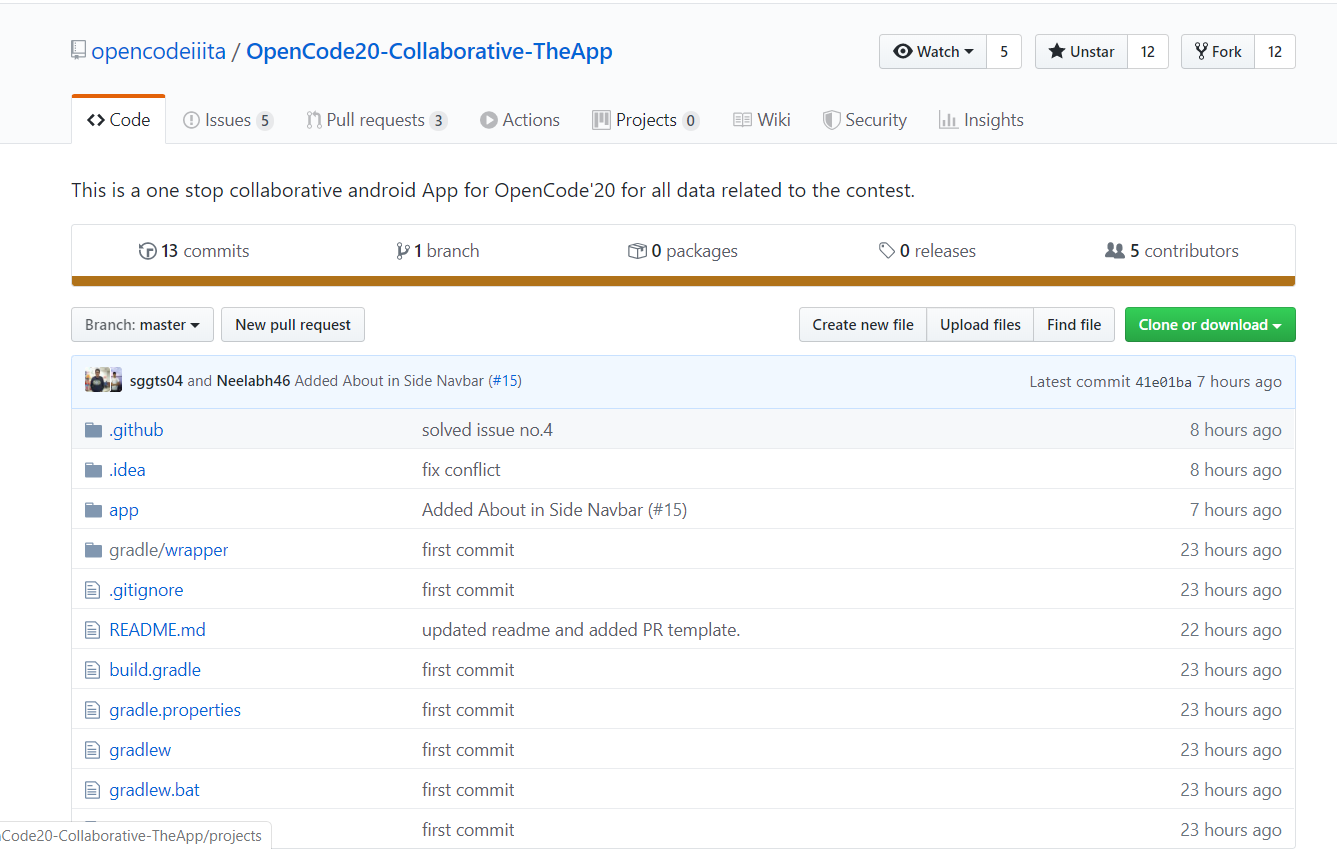 opencodeiiita / OpenCode20-Collaborative-TheApp
Watch 5 Unstar 12 Fork 12
Code Issues 5 Pull requests 3 Actions Projects 0 Wiki Security Insights
This is a one stop collaborative android App for OpenCode'20 for all data related to the contest.
13 commits 1 branch 0 packages 0 releases 5 contributors
Branch: master New pull request Create new file Upload files Find file Clone or download
sggts04 and Neelabh46 Added About in Side Navbar (#15) Latest commit 41e01ba 7 hours ago
.github solved issue no.4 8 hours ago
.idea fix conflict 8 hours ago
app Added About in Side Navbar (#15) 7 hours ago
gradle/wrapper first commit 23 hours ago
.gitignore first commit 23 hours ago
README.md updated readme and added PR template. 22 hours ago
build.gradle first commit 23 hours ago
gradle.properties first commit 23 hours ago
gradlew first commit 23 hours ago
gradlew.bat first commit 23 hours ago
first commit 23 hours ago
Code20-Collaborative-TheApp/projects